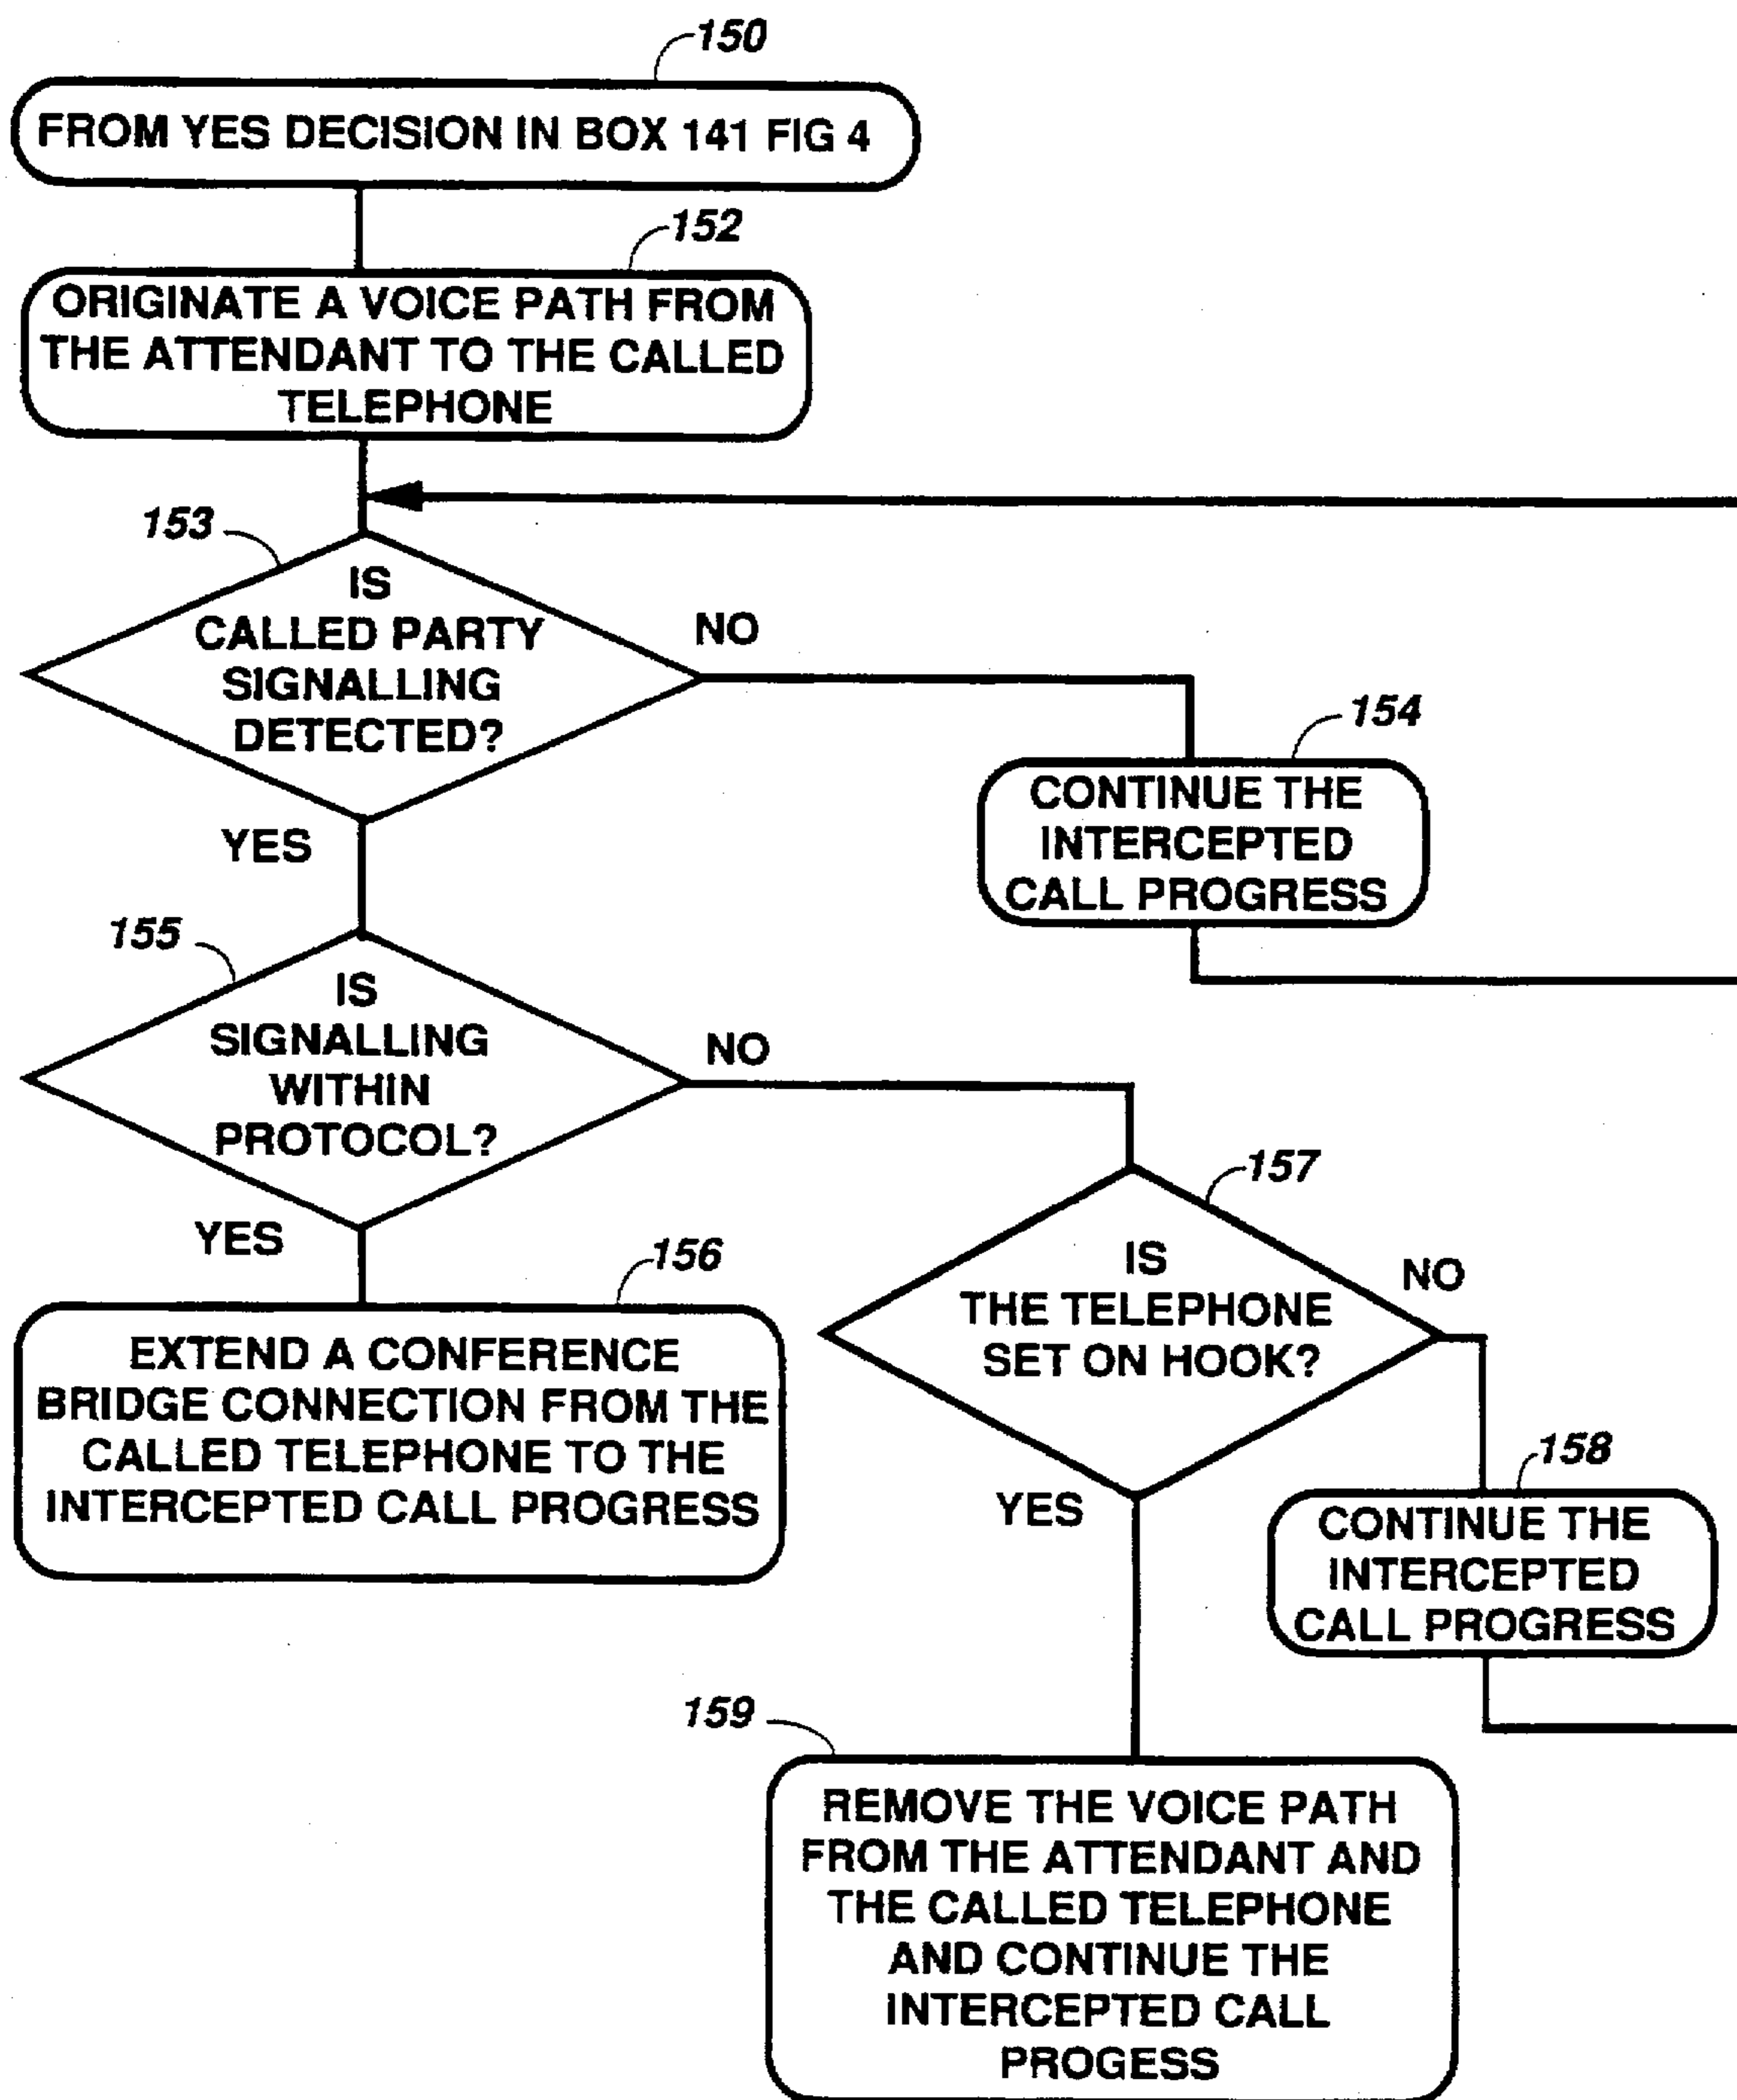 150
FROM YES DECISION IN BOX 141 FIG 4
152
ORIGINATE A VOICE PATH FROM
THE ATTENDANT TO THE CALLED
TELEPHONE
153
IS
CALLED PARTY
SIGNALLING
DETECTED?
NO
YES
154
CONTINUE THE
INTERCEPTED
CALL PROGRESS
155
IS
SIGNALLING
WITHIN
PROTOCOL?
NO
YES
156
EXTEND A CONFERENCE
BRIDGE CONNECTION FROM THE
CALLED TELEPHONE TO THE
INTERCEPTED CALL PROGRESS
157
IS
THE TELEPHONE
SET ON HOOK?
NO
YES
158
CONTINUE THE
INTERCEPTED
CALL PROGRESS
159
REMOVE THE VOICE PATH
FROM THE ATTENDANT AND
THE CALLED TELEPHONE
AND CONTINUE THE
INTERCEPTED CALL
PROGESS